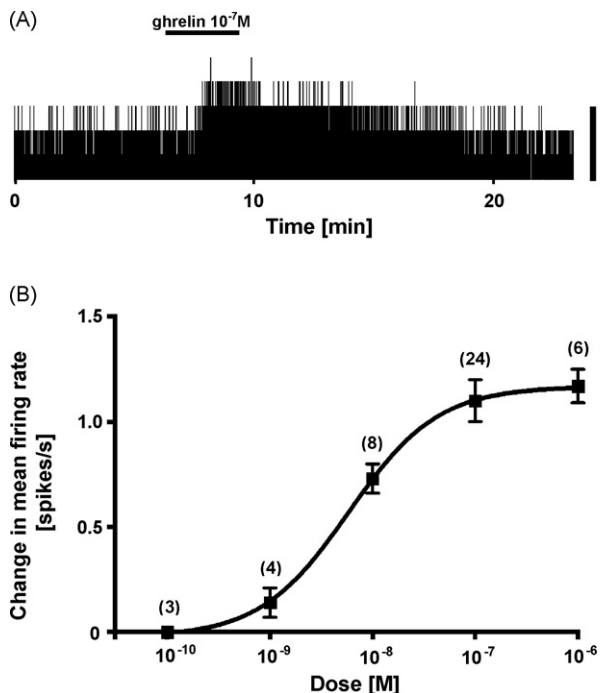 (A)
ghrelin 10⁻⁷M
0 10 20
Time [min]
(B)
Change in mean firing rate
[spikes/s]
1.5
1.0
0.5
0
(3)
(4)
(8)
(24)
(6)
10⁻¹⁰ 10⁻⁹ 10⁻⁸ 10⁻⁷ 10⁻⁶
Dose [M]